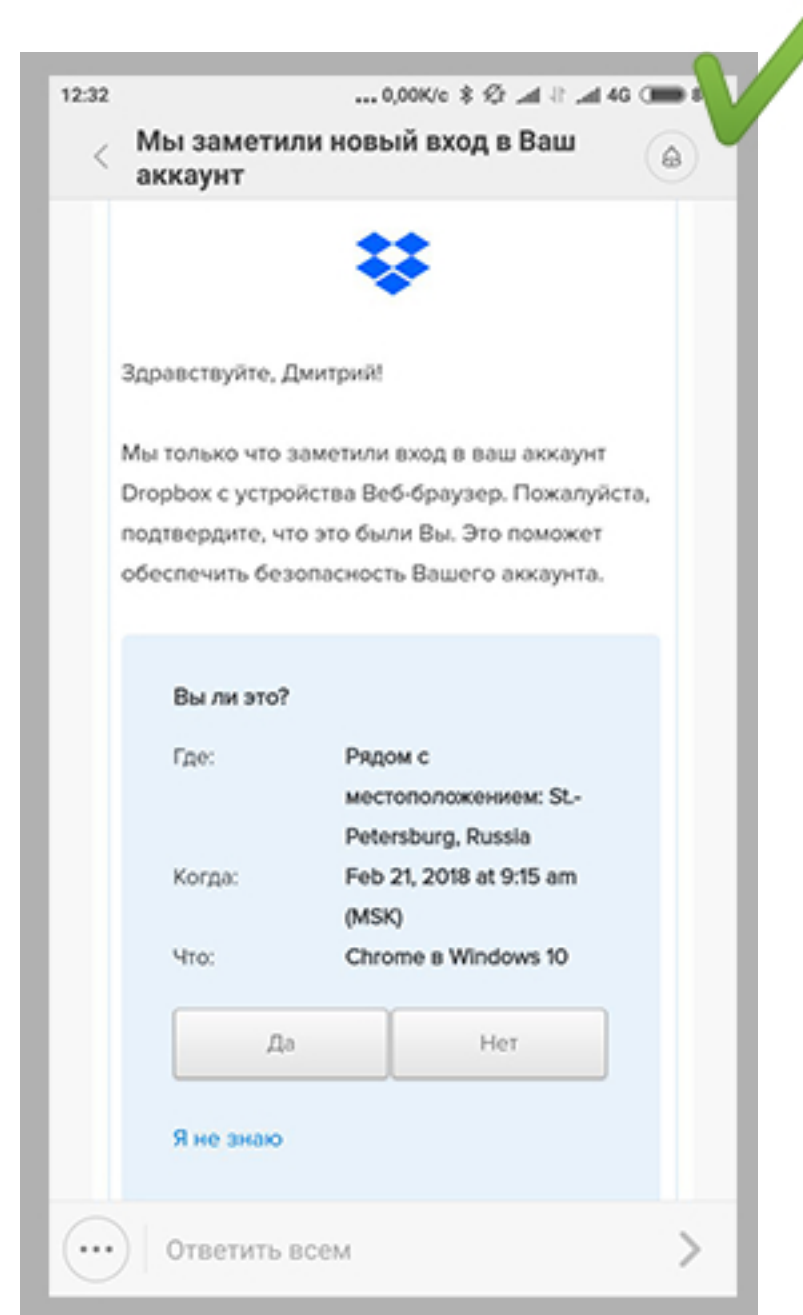 12:32 ... 0,00K/c 4G
Мы заметили новый вход в Ваш
аккаунт
Здравствуйте, Дмитрий!
Мы только что заметили вход в ваш аккаунт
Dropbox с устройства Веб-браузер. Пожалуйста,
подтвердите, что это были Вы. Это поможет
обеспечить безопасность Вашего аккаунта.
Вы ли это?
Где: Рядом с
местоположением: St.-
Petersburg, Russia
Когда: Feb 21, 2018 at 9:15 am
(MSK)
Что: Chrome в Windows 10
Да Нет
Я не знаю
Ответить всем